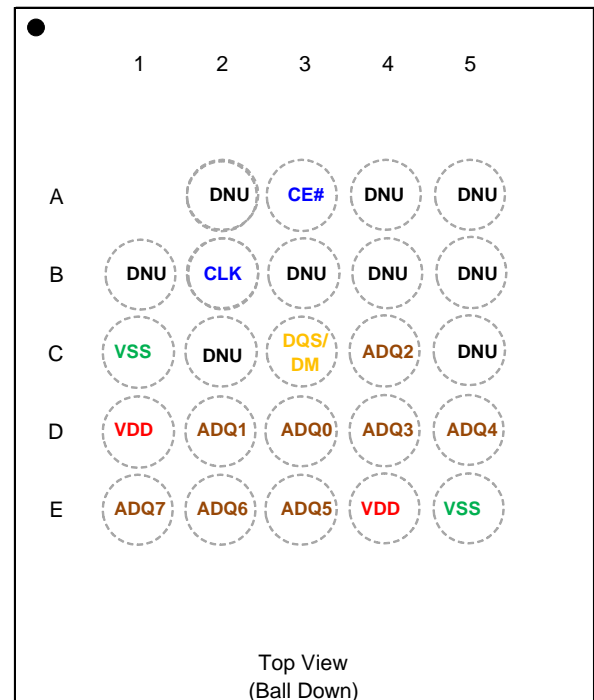 1 2 3 4 5
A DNU CE# DNU DNU
B DNU CLK DNU DNU DNU
C VSS DNU DQS/ DM ADQ2 DNU
D VDD ADQ1 ADQ0 ADQ3 ADQ4
E ADQ7 ADQ6 ADQ5 VDD VSS
Top View
(Ball Down)